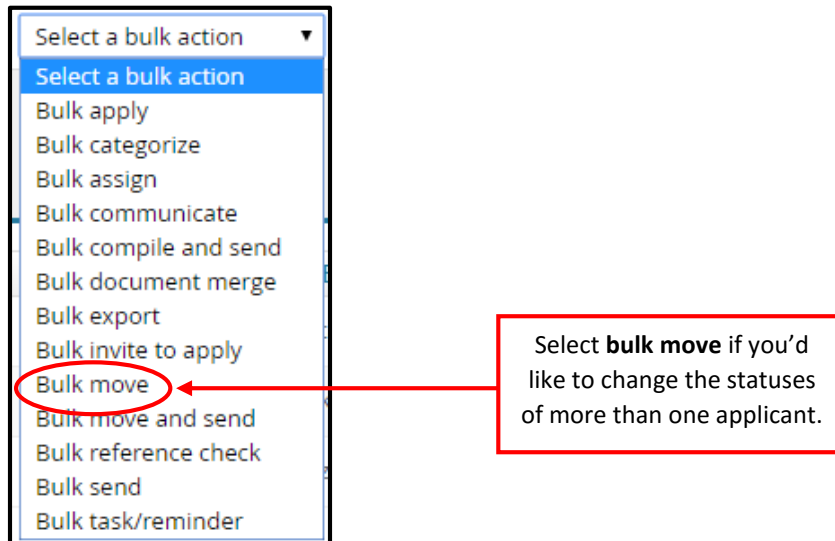 Select a bulk action
Select a bulk action
Bulk apply
Bulk categorize
Bulk assign
Bulk communicate
Bulk compile and send
Bulk document merge
Bulk export
Bulk invite to apply
Bulk move
Bulk move and send
Bulk reference check
Bulk send
Bulk task/reminder
Select bulk move if you’d
like to change the statuses
of more than one applicant.